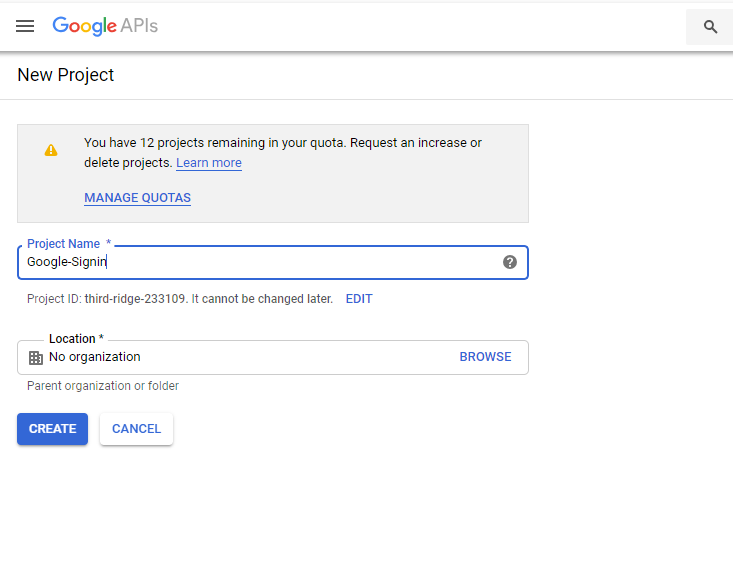 Google APIs
New Project
You have 12 projects remaining in your quota. Request an increase or
delete projects. Learn more
MANAGE QUOTAS
Project Name *
Google-Signin
Project ID: third-ridge-233109. It cannot be changed later. EDIT
Location *
No organization BROWSE
Parent organization or folder
CREATE CANCEL